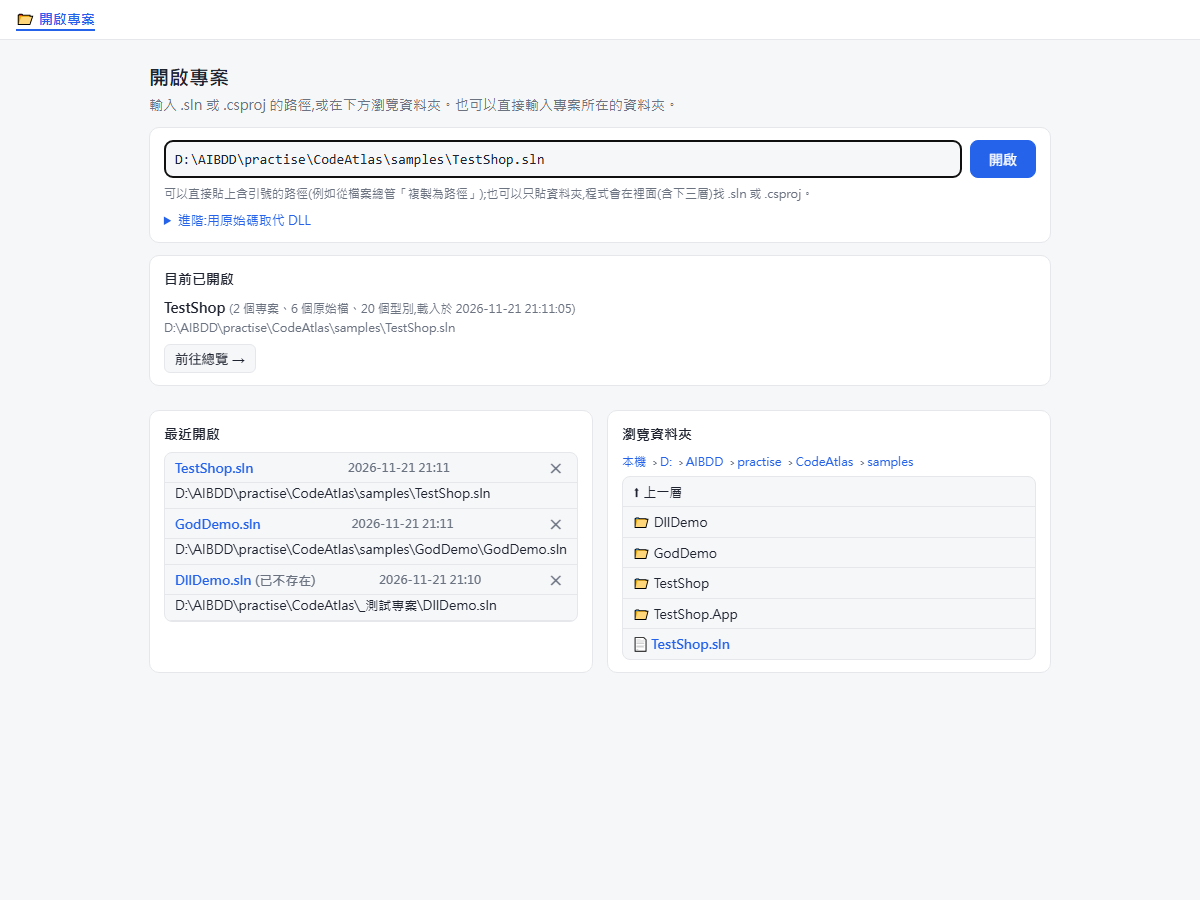 開啟專案
開啟專案
輸入 .sln 或 .csproj 的路徑,或在下方瀏覽資料夾。也可以直接輸入專案所在的資料夾。
D:\AIBDD\practise\CodeAtlas\samples\TestShop.sln
開啟
可以直接貼上含引號的路徑(例如從檔案總管「複製為路徑」);也可以只貼資料夾,程式會在裡面(含下三層)找 .sln 或 .csproj。
▶ 進階:用原始碼取代 DLL
目前已開啟
TestShop (2 個專案、6 個原始檔、20 個型別,載入於 2026-11-21 21:11:05)
D:\AIBDD\practise\CodeAtlas\samples\TestShop.sln
前往總覽 →
最近開啟
TestShop.sln 2026-11-21 21:11 ✕
D:\AIBDD\practise\CodeAtlas\samples\TestShop.sln
GodDemo.sln 2026-11-21 21:11 ✕
D:\AIBDD\practise\CodeAtlas\samples\GodDemo\GodDemo.sln
DllDemo.sln (已不存在) 2026-11-21 21:10 ✕
D:\AIBDD\practise\CodeAtlas\_測試專案\DllDemo.sln
瀏覽資料夾
本機 › D: › AIBDD › practise › CodeAtlas › samples
⬆ 上一層
DllDemo
GodDemo
TestShop
TestShop.App
TestShop.sln